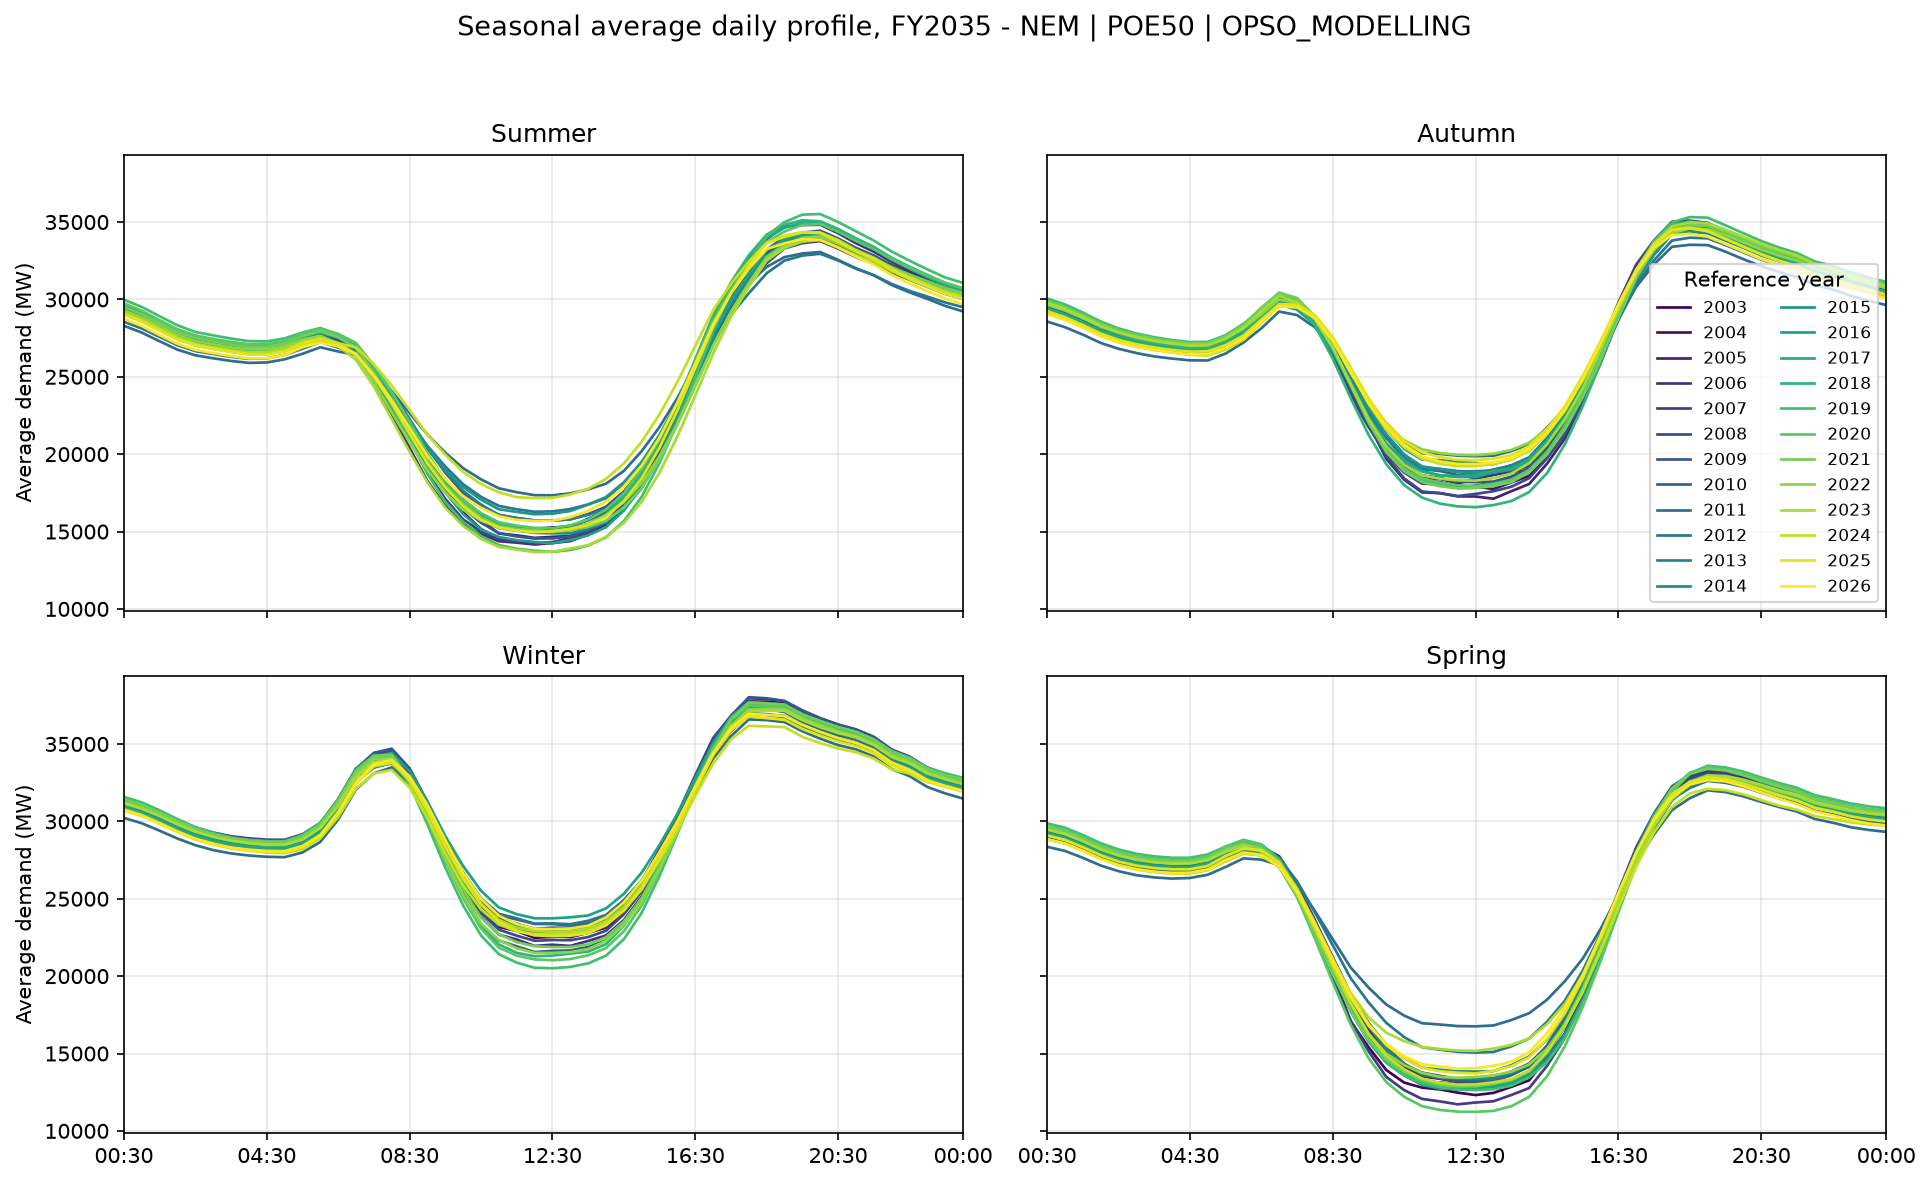 Seasonal average daily profile, FY2035 - NEM | POE50 | OPSO_MODELLING
Summer
Autumn
Average demand (MW)
35000
30000
25000
20000
15000
10000
Reference year
2003 2015
2004 2016
2005 2017
2006 2018
2007 2019
2008 2020
2009 2021
2010 2022
2011 2023
2012 2024
2013 2025
2014 2026
Winter
Spring
Average demand (MW)
35000
30000
25000
20000
15000
10000
00:30 04:30 08:30 12:30 16:30 20:30 00:00
00:30 04:30 08:30 12:30 16:30 20:30 00:00